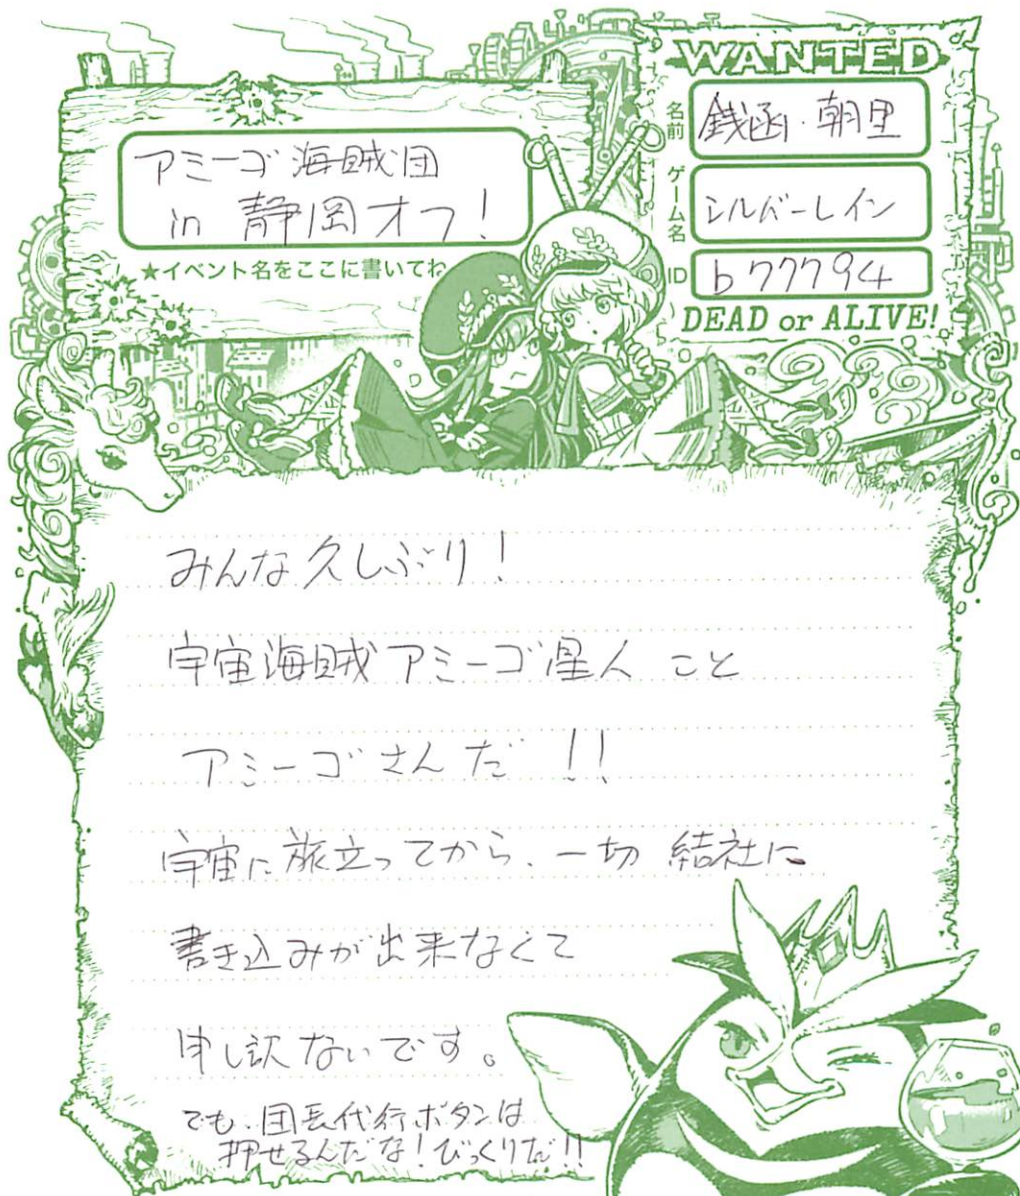 WANTED
名前
銭函・朝里
ゲーム名
シルバーレイン
ID
b77794
DEAD or ALIVE!
アミーゴ海賊団
in 静岡オフ!
★イベント名をここに書いてね
みんな久しぶり!
宇宙海賊アミーゴ星人 こと
アミーゴさんだ !!
宇宙に旅立ってから、一切 結社に
書き込みが出来なくて
申し訳ないです。
でも、団長代行ボタンは
押せるんだな!びっくりだ!!